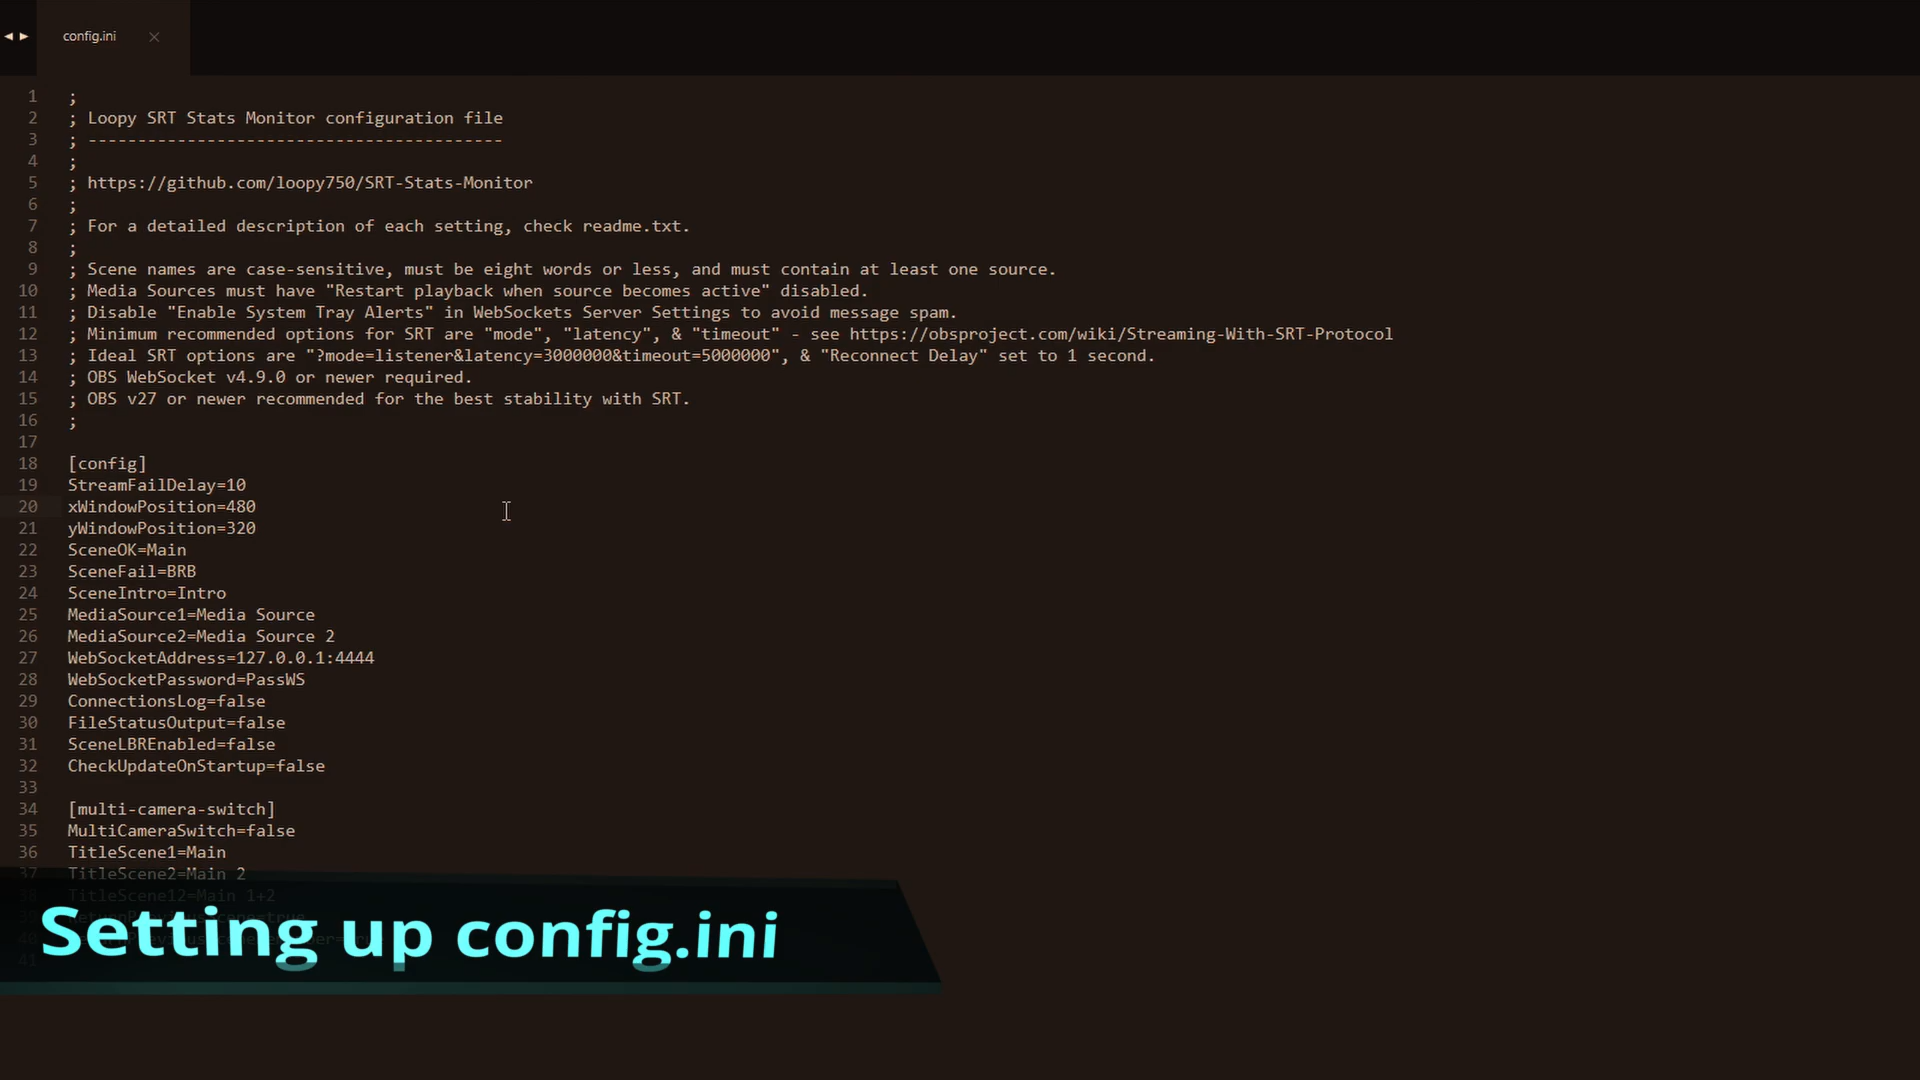 config.ini
1 ;
2 ; Loopy SRT Stats Monitor configuration file
3 ; ------------------------------------------
4 ;
5 ; https://github.com/loopy750/SRT-Stats-Monitor
6 ;
7 ; For a detailed description of each setting, check readme.txt.
8 ;
9 ; Scene names are case-sensitive, must be eight words or less, and must contain at least one source.
10 ; Media Sources must have "Restart playback when source becomes active" disabled.
11 ; Disable "Enable System Tray Alerts" in WebSockets Server Settings to avoid message spam.
12 ; Minimum recommended options for SRT are "mode", "latency", & "timeout" - see https://obsproject.com/wiki/Streaming-With-SRT-Protocol
13 ; Ideal SRT options are "?mode=listener&latency=3000000&timeout=5000000", & "Reconnect Delay" set to 1 second.
14 ; OBS WebSocket v4.9.0 or newer required.
15 ; OBS v27 or newer recommended for the best stability with SRT.
16 ;
17
18 [config]
19 StreamFailDelay=10
20 xWindowPosition=480
21 yWindowPosition=320
22 SceneOK=Main
23 SceneFail=BRB
24 SceneIntro=Intro
25 MediaSource1=Media Source
26 MediaSource2=Media Source 2
27 WebSocketAddress=127.0.0.1:4444
28 WebSocketPassword=PassWS
29 ConnectionsLog=false
30 FileStatusOutput=false
31 SceneLBREnabled=false
32 CheckUpdateOnStartup=false
33
34 [multi-camera-switch]
35 MultiCameraSwitch=false
36 TitleScene1=Main
37 TitleScene2=Main 2
38 TitleScene12=Main 1+2
Setting up config.ini
41